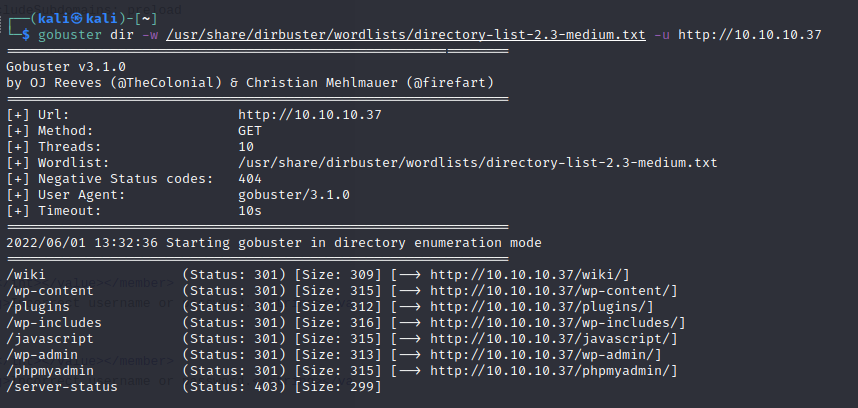 ┌──(kali㉿kali)-[~]
└─$ gobuster dir -w /usr/share/dirbuster/wordlists/directory-list-2.3-medium.txt -u http://10.10.10.37
===============================================================
Gobuster v3.1.0
by OJ Reeves (@TheColonial) & Christian Mehlmauer (@firefart)
===============================================================
[+] Url:                     http://10.10.10.37
[+] Method:                  GET
[+] Threads:                 10
[+] Wordlist:                /usr/share/dirbuster/wordlists/directory-list-2.3-medium.txt
[+] Negative Status codes:   404
[+] User Agent:              gobuster/3.1.0
[+] Timeout:                 10s
===============================================================
2022/06/01 13:32:36 Starting gobuster in directory enumeration mode
===============================================================
/wiki                 (Status: 301) [Size: 309] [--> http://10.10.10.37/wiki/]
/wp-content           (Status: 301) [Size: 315] [--> http://10.10.10.37/wp-content/]
/plugins              (Status: 301) [Size: 312] [--> http://10.10.10.37/plugins/]
/wp-includes          (Status: 301) [Size: 316] [--> http://10.10.10.37/wp-includes/]
/javascript           (Status: 301) [Size: 315] [--> http://10.10.10.37/javascript/]
/wp-admin             (Status: 301) [Size: 313] [--> http://10.10.10.37/wp-admin/]
/phpmyadmin           (Status: 301) [Size: 315] [--> http://10.10.10.37/phpmyadmin/]
/server-status        (Status: 403) [Size: 299]